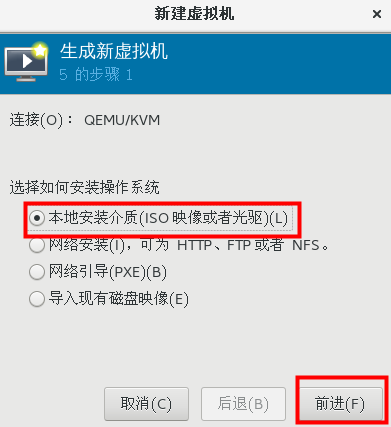 新建虚拟机
生成新虚拟机
5 的步骤 1
连接(O)： QEMU/KVM
选择如何安装操作系统
本地安装介质(ISO 映像或者光驱)(L)
网络安装(I)，可为 HTTP、FTP 或者 NFS。
网络引导(PXE)(B)
导入现有磁盘映像(E)
取消(C) 后退(B) 前进(F)